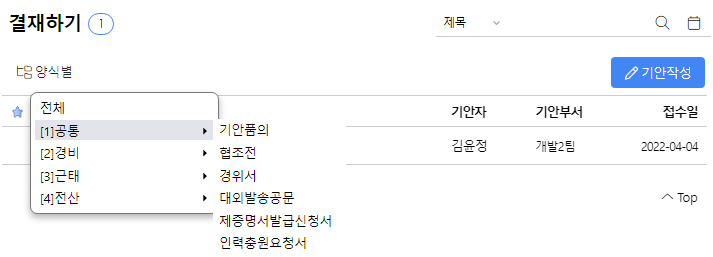 결재하기 1
제목
양식별
기안작성
전체
기안자 기안부서 접수일
[1]공통
기안품의
김윤정 개발2팀 2022-04-04
[2]경비
협조전
[3]근태
경위서
[4]전산
대외발송공문
Top
제증명서발급신청서
인력충원요청서